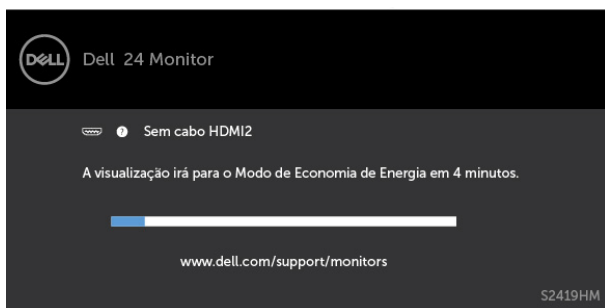 DELL
Dell 24 Monitor
? Sem cabo HDMI2
A visualização irá para o Modo de Economia de Energia em 4 minutos.
www.dell.com/support/monitors
S2419HM